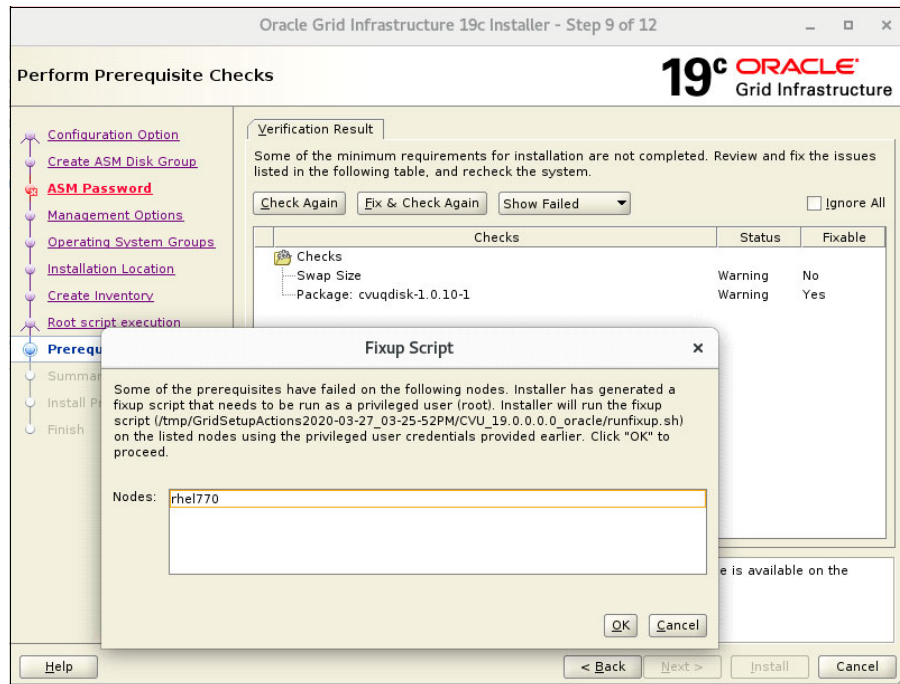 Oracle Grid Infrastructure 19c Installer - Step 9 of 12
Perform Prerequisite Checks
19c ORACLE
Grid Infrastructure
Configuration Option
Create ASM Disk Group
ASM Password
Management Options
Operating System Groups
Installation Location
Create Inventory
Root script execution
Prerequ
Summar
Install Pr
Finish
Verification Result
Some of the minimum requirements for installation are not completed. Review and fix the issues
listed in the following table, and recheck the system.
Check Again Fix & Check Again Show Failed Ignore All
Checks Status Fixable
Checks
Swap Size Warning No
Package: cvuqdisk-1.0.10-1 Warning Yes
Fixup Script
Some of the prerequisites have failed on the following nodes. Installer has generated a
fixup script that needs to be run as a privileged user (root). Installer will run the fixup
script (/tmp/GridSetupActions2020-03-27_03-25-52PM/CVU_19.0.0.0.0_oracle/runfixup.sh)
on the listed nodes using the privileged user credentials provided earlier. Click "OK" to
proceed.
Nodes: rhel770
OK Cancel
e is available on the
Help < Back Next > Install Cancel